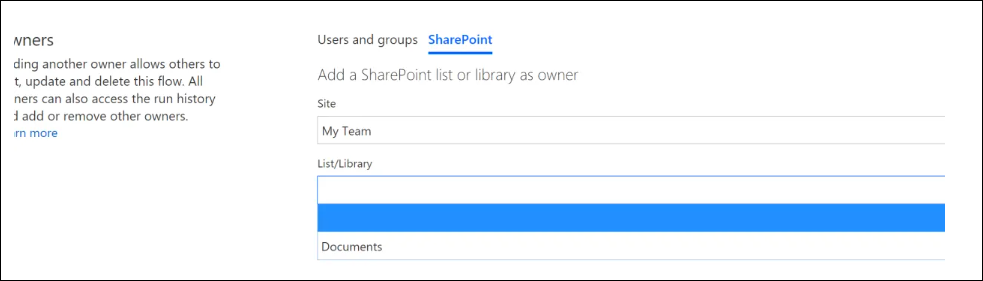 wners
ding another owner allows others to
t, update and delete this flow. All
ners can also access the run history
d add or remove other owners.
rn more
Users and groups SharePoint
Add a SharePoint list or library as owner
Site
My Team
List/Library
Documents